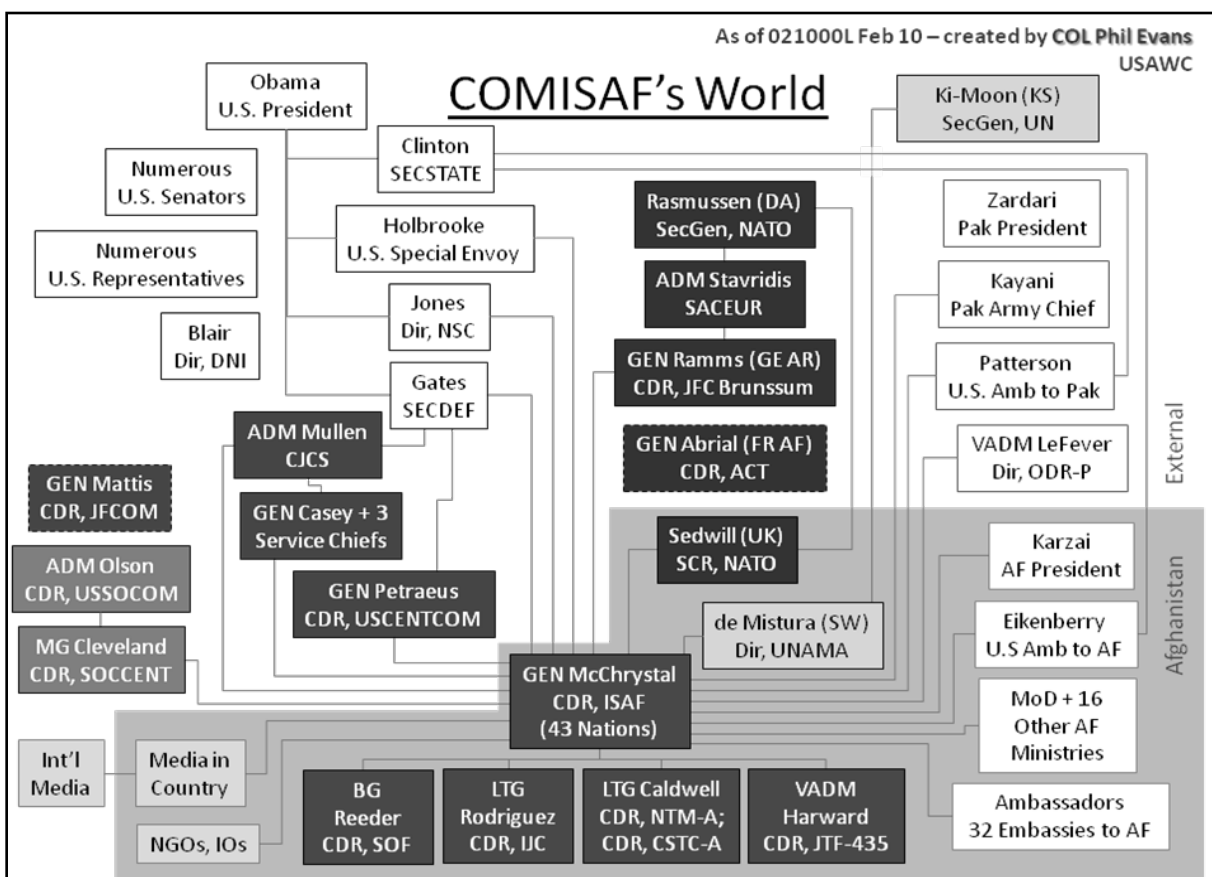 As of 021000L Feb 10 – created by COL Phil Evans
USAWC
COMISAF's World
Obama
U.S. President
Ki-Moon (KS)
SecGen, UN
Clinton
SECSTATE
Numerous
U.S. Senators
Rasmussen (DA)
SecGen, NATO
Zardari
Pak President
Holbrooke
U.S. Special Envoy
Numerous
U.S. Representatives
ADM Stavridis
SACEUR
Kayani
Pak Army Chief
Jones
Dir, NSC
Blair
Dir, DNI
GEN Ramms (GE AR)
CDR, JFC Brunssum
Patterson
U.S. Amb to Pak
Gates
SECDEF
ADM Mullen
CJCS
GEN Abrial (FR AF)
CDR, ACT
VADM LeFever
Dir, ODR-P
External
GEN Mattis
CDR, JFCOM
GEN Casey + 3
Service Chiefs
Sedwill (UK)
SCR, NATO
Karzai
AF President
Afghanistan
ADM Olson
CDR, USSOCOM
GEN Petraeus
CDR, USCENTCOM
de Mistura (SW)
Dir, UNAMA
Eikenberry
U.S Amb to AF
MG Cleveland
CDR, SOCCENT
GEN McChrystal
CDR, ISAF
(43 Nations)
MoD + 16
Other AF
Ministries
Int'l
Media
Media in
Country
NGOs, IOs
BG
Reeder
CDR, SOF
LTG
Rodriguez
CDR, IJC
LTG Caldwell
CDR, NTM-A;
CDR, CSTC-A
VADM
Harward
CDR, JTF-435
Ambassadors
32 Embassies to AF